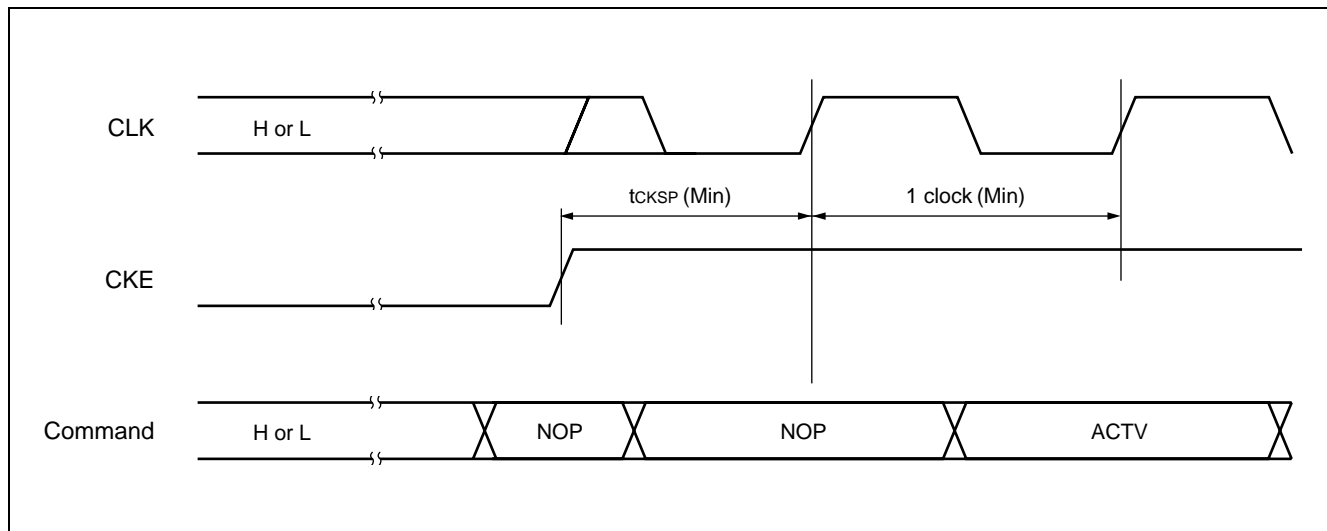 CLK
H or L
tCKSP (Min)
1 clock (Min)
CKE
Command
H or L
NOP
NOP
ACTV